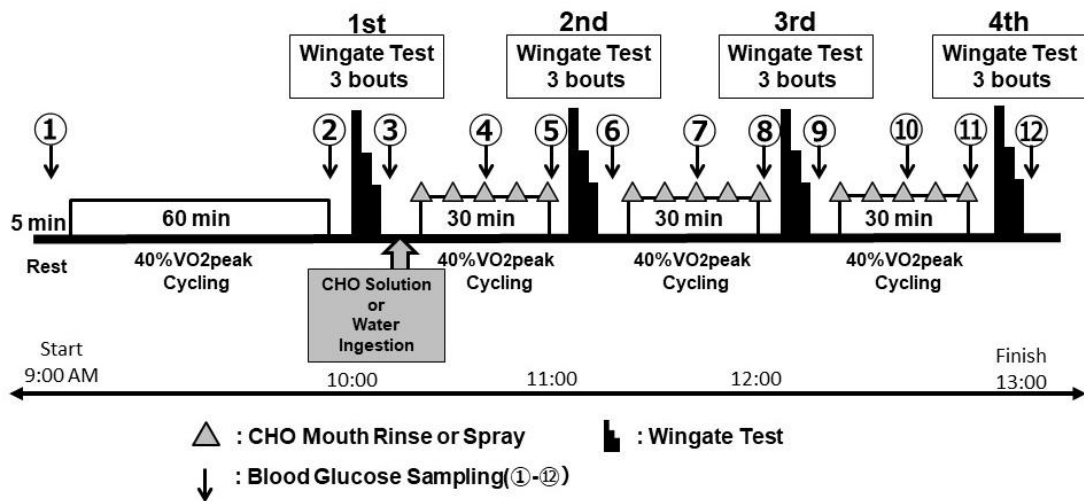 1st
2nd
3rd
4th
Wingate Test
3 bouts
Wingate Test
3 bouts
Wingate Test
3 bouts
Wingate Test
3 bouts
① ② ③ ④ ⑤ ⑥ ⑦ ⑧ ⑨ ⑩ ⑪ ⑫
5 min
60 min
30 min
30 min
30 min
Rest
40%VO2peak
Cycling
40%VO2peak
Cycling
40%VO2peak
Cycling
40%VO2peak
Cycling
CHO Solution
or
Water
Ingestion
Start
9:00 AM
10:00
11:00
12:00
Finish
13:00
: CHO Mouth Rinse or Spray
: Wingate Test
: Blood Glucose Sampling(①-⑫)